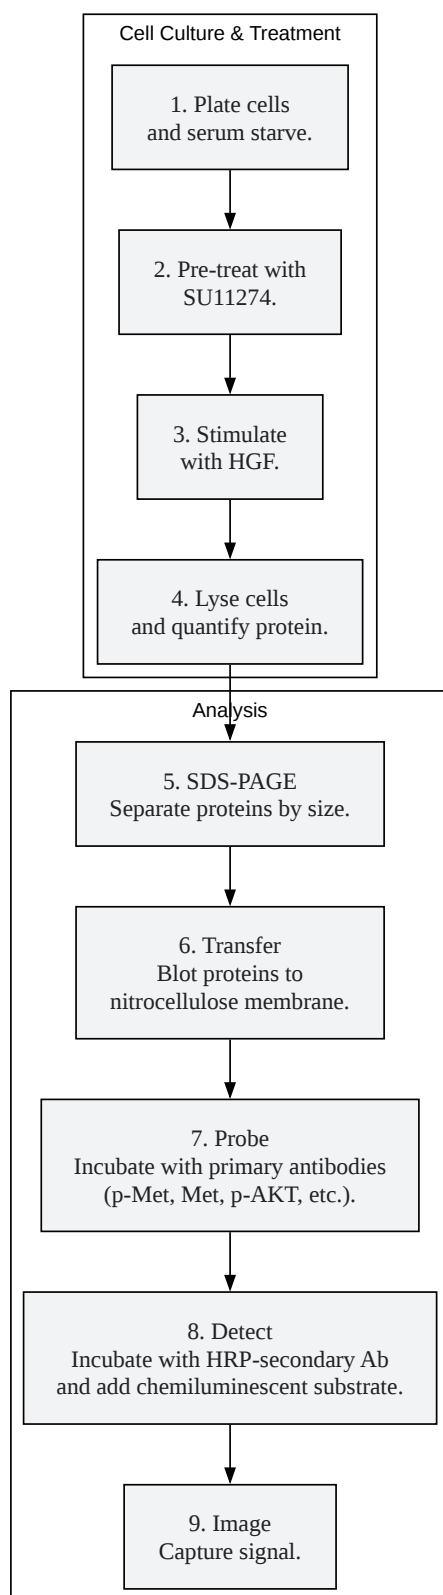 Cell Culture & Treatment
1. Plate cells
and serum starve.
2. Pre-treat with
SU11274.
3. Stimulate
with HGF.
4. Lyse cells
and quantify protein.
Analysis
5. SDS-PAGE
Separate proteins by size.
6. Transfer
Blot proteins to
nitrocellulose membrane.
7. Probe
Incubate with primary antibodies
(p-Met, Met, p-AKT, etc.).
8. Detect
Incubate with HRP-secondary Ab
and add chemiluminescent substrate.
9. Image
Capture signal.